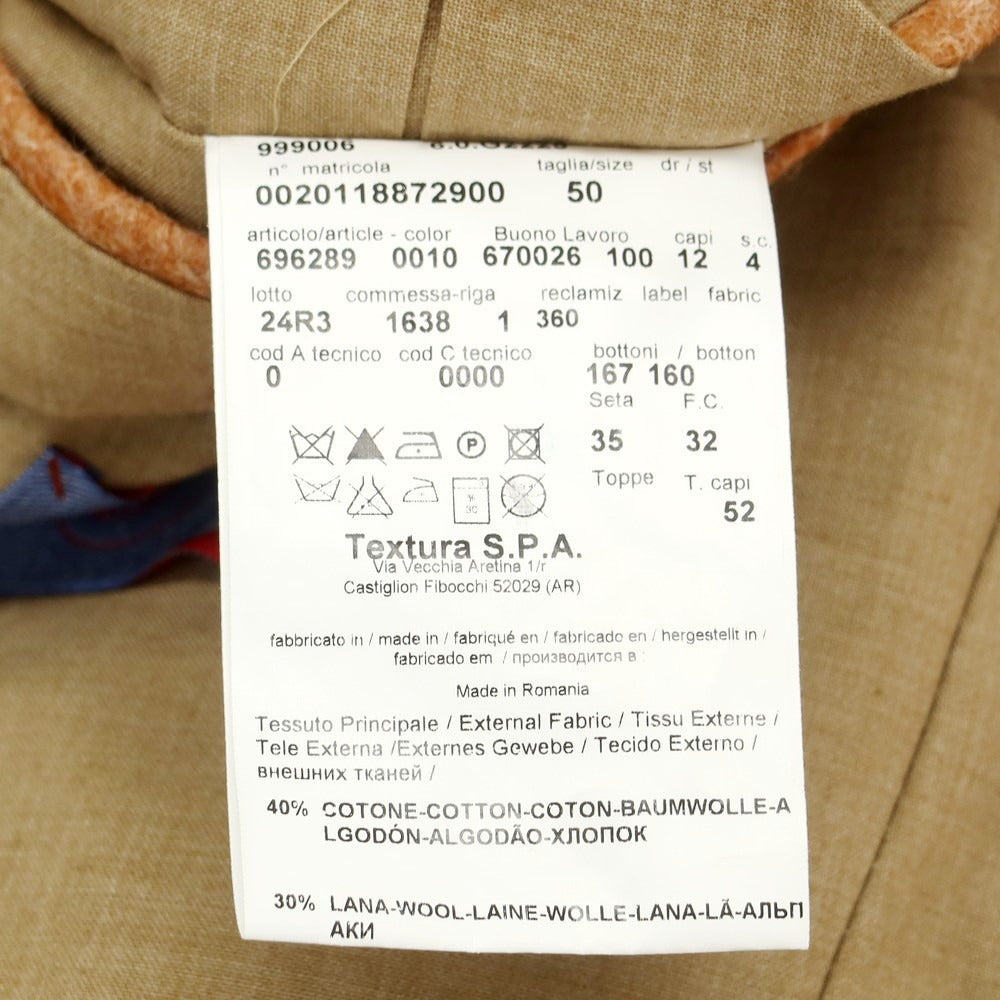 999006
n° matricola taglia/size dr / st
0020118872900 50
articolo/article - color Buono Lavoro capi s.c.
696289 0010 670026 100 12 4
lotto commessa-riga reclamiz label fabric
24R3 1638 1 360
cod A tecnico cod C tecnico bottoni / botton
0 0000 167 160
Seta F.C.
35 32
Toppe T. capi
52
P
Textura S.P.A.
Via Vecchia Aretina 1/r
Castiglion Fibocchi 52029 (AR)
fabbricato in / made in / fabriqué en / fabricado en / hergestellt in /
fabricado em / производится в :
Made in Romania
Tessuto Principale / External Fabric / Tissu Externe /
Tele Externa /Externes Gewebe / Tecido Externo /
внешних тканей /
40% COTONE-COTTON-COTON-BAUMWOLLE-A
LGODÓN-ALGODÃO-ХЛОПОК
30% LANA-WOOL-LAINE-WOLLE-LANA-LÃ-АЛЬП
АКИ